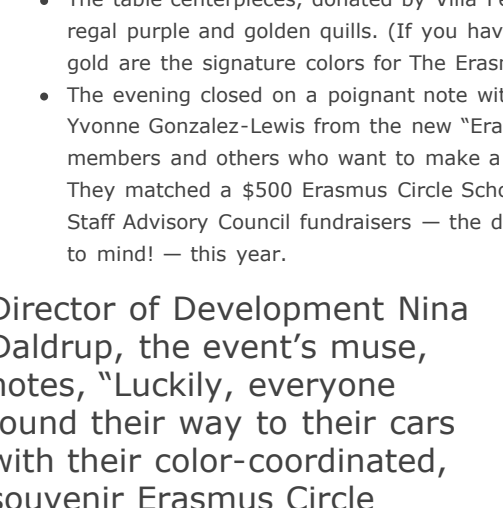 The table centerpieces, donated by Villa
regal purple and golden quills. (If you hav
gold are the signature colors for The Eras
The evening closed on a poignant note wit
Yvonne Gonzalez-Lewis from the new “Era
members and others who want to make a
They matched a $500 Erasmus Circle Scho
Staff Advisory Council fundraisers — the d
to mind! — this year.
Director of Development Nina
Daldrup, the event’s muse,
notes, “Luckily, everyone
found their way to their cars
with their color-coordinated,
souvenir Erasmus Circle